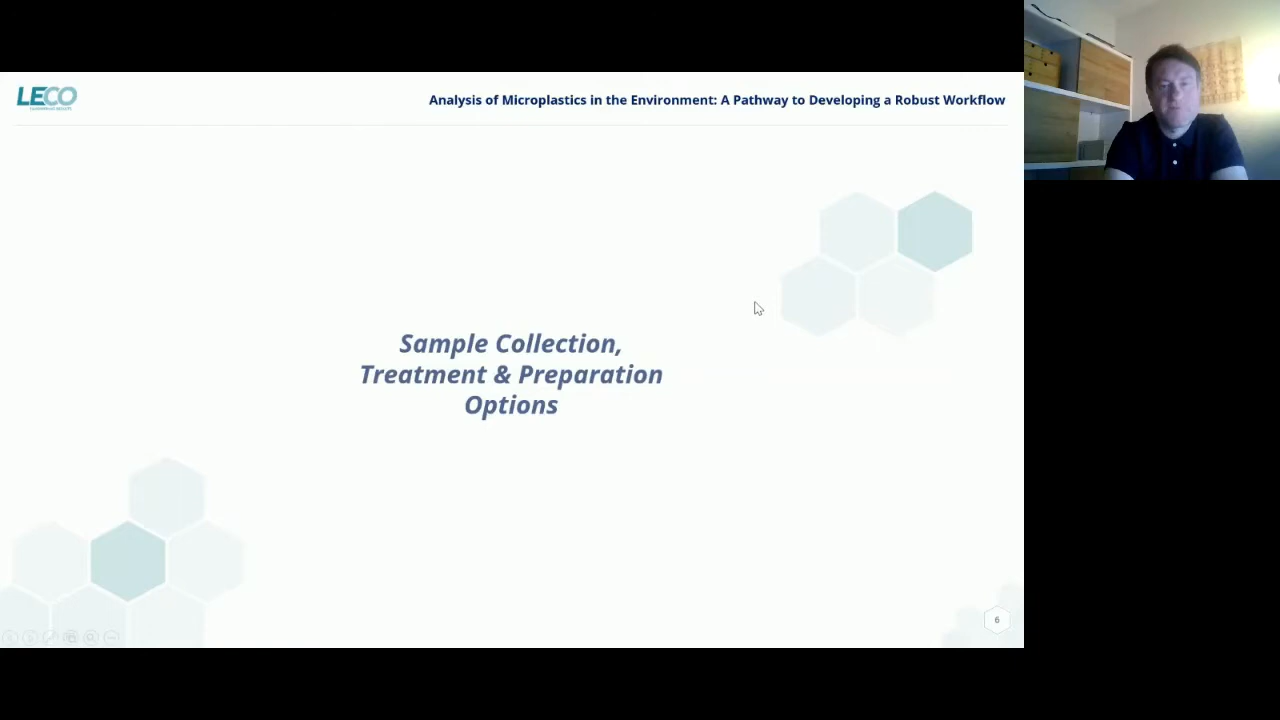 LECO
Analysis of Microplastics in the Environment: A Pathway to Developing a Robust Workflow
Sample Collection,
Treatment & Preparation
Options
6